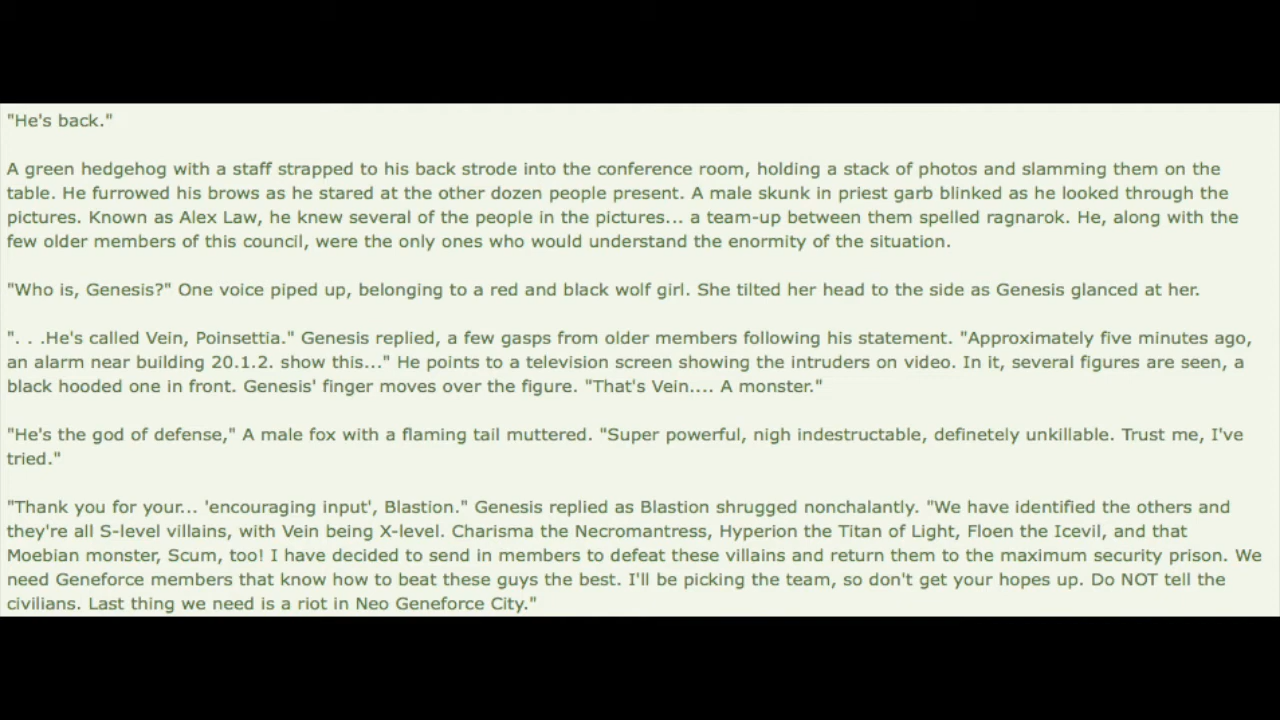 "He's back."
A green hedgehog with a staff strapped to his back strode into the conference room, holding a stack of photos and slamming them on the
table. He furrowed his brows as he stared at the other dozen people present. A male skunk in priest garb blinked as he looked through the
pictures. Known as Alex Law, he knew several of the people in the pictures... a team-up between them spelled ragnarok. He, along with the
few older members of this council, were the only ones who would understand the enormity of the situation.
"Who is, Genesis?" One voice piped up, belonging to a red and black wolf girl. She tilted her head to the side as Genesis glanced at her.
". . .He's called Vein, Poinsettia." Genesis replied, a few gasps from older members following his statement. "Approximately five minutes ago,
an alarm near building 20.1.2. show this..." He points to a television screen showing the intruders on video. In it, several figures are seen, a
black hooded one in front. Genesis' finger moves over the figure. "That's Vein.... A monster."
"He's the god of defense," A male fox with a flaming tail muttered. "Super powerful, nigh indestructable, definetely unkillable. Trust me, I've
tried."
"Thank you for your... 'encouraging input', Blastion." Genesis replied as Blastion shrugged nonchalantly. "We have identified the others and
they're all S-level villains, with Vein being X-level. Charisma the Necromantress, Hyperion the Titan of Light, Floen the Icevil, and that
Moebian monster, Scum, too! I have decided to send in members to defeat these villains and return them to the maximum security prison. We
need Geneforce members that know how to beat these guys the best. I'll be picking the team, so don't get your hopes up. Do NOT tell the
civilians. Last thing we need is a riot in Neo Geneforce City."